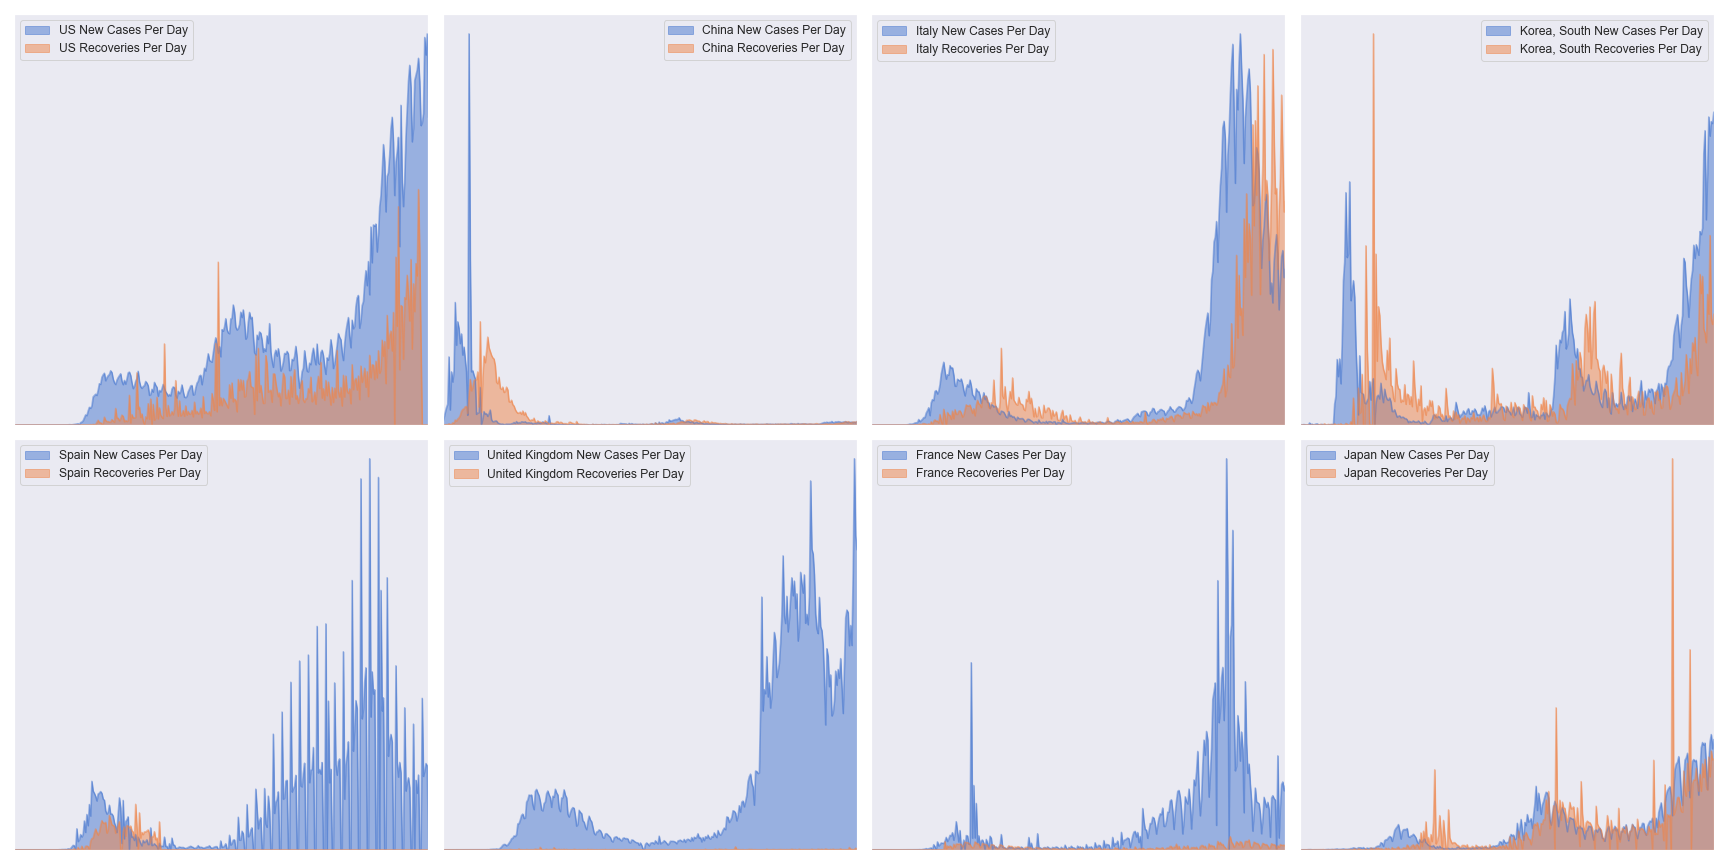 US New Cases Per Day
US Recoveries Per Day
China New Cases Per Day
China Recoveries Per Day
Italy New Cases Per Day
Italy Recoveries Per Day
Korea, South New Cases Per Day
Korea, South Recoveries Per Day
Spain New Cases Per Day
Spain Recoveries Per Day
United Kingdom New Cases Per Day
United Kingdom Recoveries Per Day
France New Cases Per Day
France Recoveries Per Day
Japan New Cases Per Day
Japan Recoveries Per Day